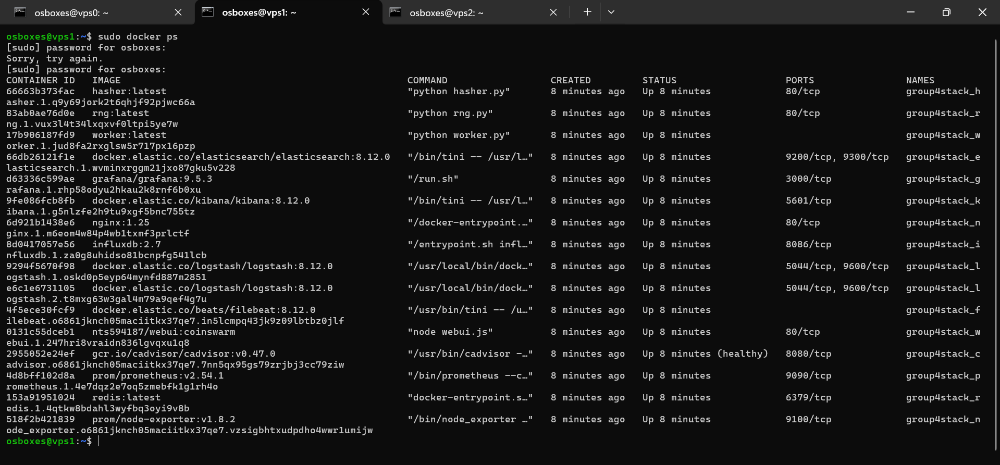 osboxes@vps0: ~ osboxes@vps1: ~ osboxes@vps2: ~
osboxes@vps1:~$ sudo docker ps
[sudo] password for osboxes:
Sorry, try again.
[sudo] password for osboxes:
CONTAINER ID   IMAGE                                                  COMMAND                  CREATED         STATUS                   PORTS                NAMES
66663b373fac   hasher:latest                                          "python hasher.py"       8 minutes ago   Up 8 minutes             80/tcp               group4stack_h
asher.1.q9y69jork2t6qhjf92pjwc66a
83ab0ae76d0e   rng:latest                                             "python rng.py"          8 minutes ago   Up 8 minutes             80/tcp               group4stack_r
ng.1.vux3l4t34lxqxvf0ltpi5ye7w
17b906187fd9   worker:latest                                          "python worker.py"       8 minutes ago   Up 8 minutes                                  group4stack_w
orker.1.jud8fa2rxglsw5r717px16pzp
66db26121f1e   docker.elastic.co/elasticsearch/elasticsearch:8.12.0   "/bin/tini -- /usr/l…"   8 minutes ago   Up 8 minutes             9200/tcp, 9300/tcp   group4stack_e
lasticsearch.1.wvminxrggm21jxo87gku5v228
d63336c599ae   grafana/grafana:9.5.3                                  "/run.sh"                8 minutes ago   Up 8 minutes             3000/tcp             group4stack_g
rafana.1.rhp58odyu2hkau2k8rnf6b0xu
9fe086fcb8fb   docker.elastic.co/kibana/kibana:8.12.0                 "/bin/tini -- /usr/l…"   8 minutes ago   Up 8 minutes             5601/tcp             group4stack_k
ibana.1.g5nlzfe2h9tu9xgf5bnc755tz
6d921b1438e6   nginx:1.25                                             "/docker-entrypoint.…"   8 minutes ago   Up 8 minutes             80/tcp               group4stack_n
ginx.1.m6eom4w84p4wb1txmf3prlctf
8d0417057e56   influxdb:2.7                                           "/entrypoint.sh infl…"   8 minutes ago   Up 8 minutes             8086/tcp             group4stack_i
nfluxdb.1.za0g8uhidso81bcnpfg541lcb
9294f5670f98   docker.elastic.co/logstash/logstash:8.12.0             "/usr/local/bin/dock…"   8 minutes ago   Up 8 minutes             5044/tcp, 9600/tcp   group4stack_l
ogstash.1.oskd0p5eyp64mynfd887m2851
e6c1e6731105   docker.elastic.co/logstash/logstash:8.12.0             "/usr/local/bin/dock…"   8 minutes ago   Up 8 minutes             5044/tcp, 9600/tcp   group4stack_l
ogstash.2.t8mxg63w3gal4m79a9qef4g7u
4f5ece30fcf9   docker.elastic.co/beats/filebeat:8.12.0                "/usr/bin/tini -- /u…"   8 minutes ago   Up 8 minutes                                  group4stack_f
ilebeat.o6861jknch05maciitkx37qe7.in5lcmpq43jk9z09lbtbz0jlf
0131c55dceb1   nts594187/webui:coinswarm                              "node webui.js"          8 minutes ago   Up 8 minutes             80/tcp               group4stack_w
ebui.1.247hri8vraidn836lgvqxu1q8
2955052e24ef   gcr.io/cadvisor/cadvisor:v0.47.0                       "/usr/bin/cadvisor -…"   8 minutes ago   Up 8 minutes (healthy)   8080/tcp             group4stack_c
advisor.o6861jknch05maciitkx37qe7.7nn5qx95gs79zrjbj3cc79ziw
4d8bff102d8a   prom/prometheus:v2.54.1                                "/bin/prometheus --c…"   8 minutes ago   Up 8 minutes             9090/tcp             group4stack_p
rometheus.1.4e7dqz2e7oq5zmebfk1g1rh4o
153a91951024   redis:latest                                           "docker-entrypoint.s…"   8 minutes ago   Up 8 minutes             6379/tcp             group4stack_r
edis.1.4qtkw8bdahl3wyfbq3oyi9v8b
518f2b421839   prom/node-exporter:v1.8.2                              "/bin/node_exporter …"   8 minutes ago   Up 8 minutes             9100/tcp             group4stack_n
ode_exporter.o6861jknch05maciitkx37qe7.vzsigbhtxudpdho4wwr1umijw
osboxes@vps1:~$